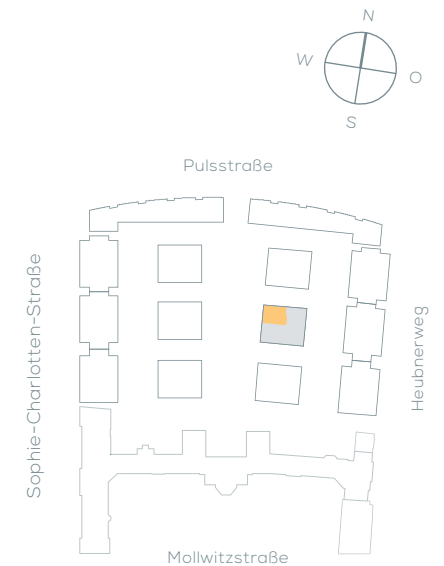 N
W
O
S
Pulsstraße
Sophie-Charlotten-Straße
Heubnerweg
Mollwitzstraße